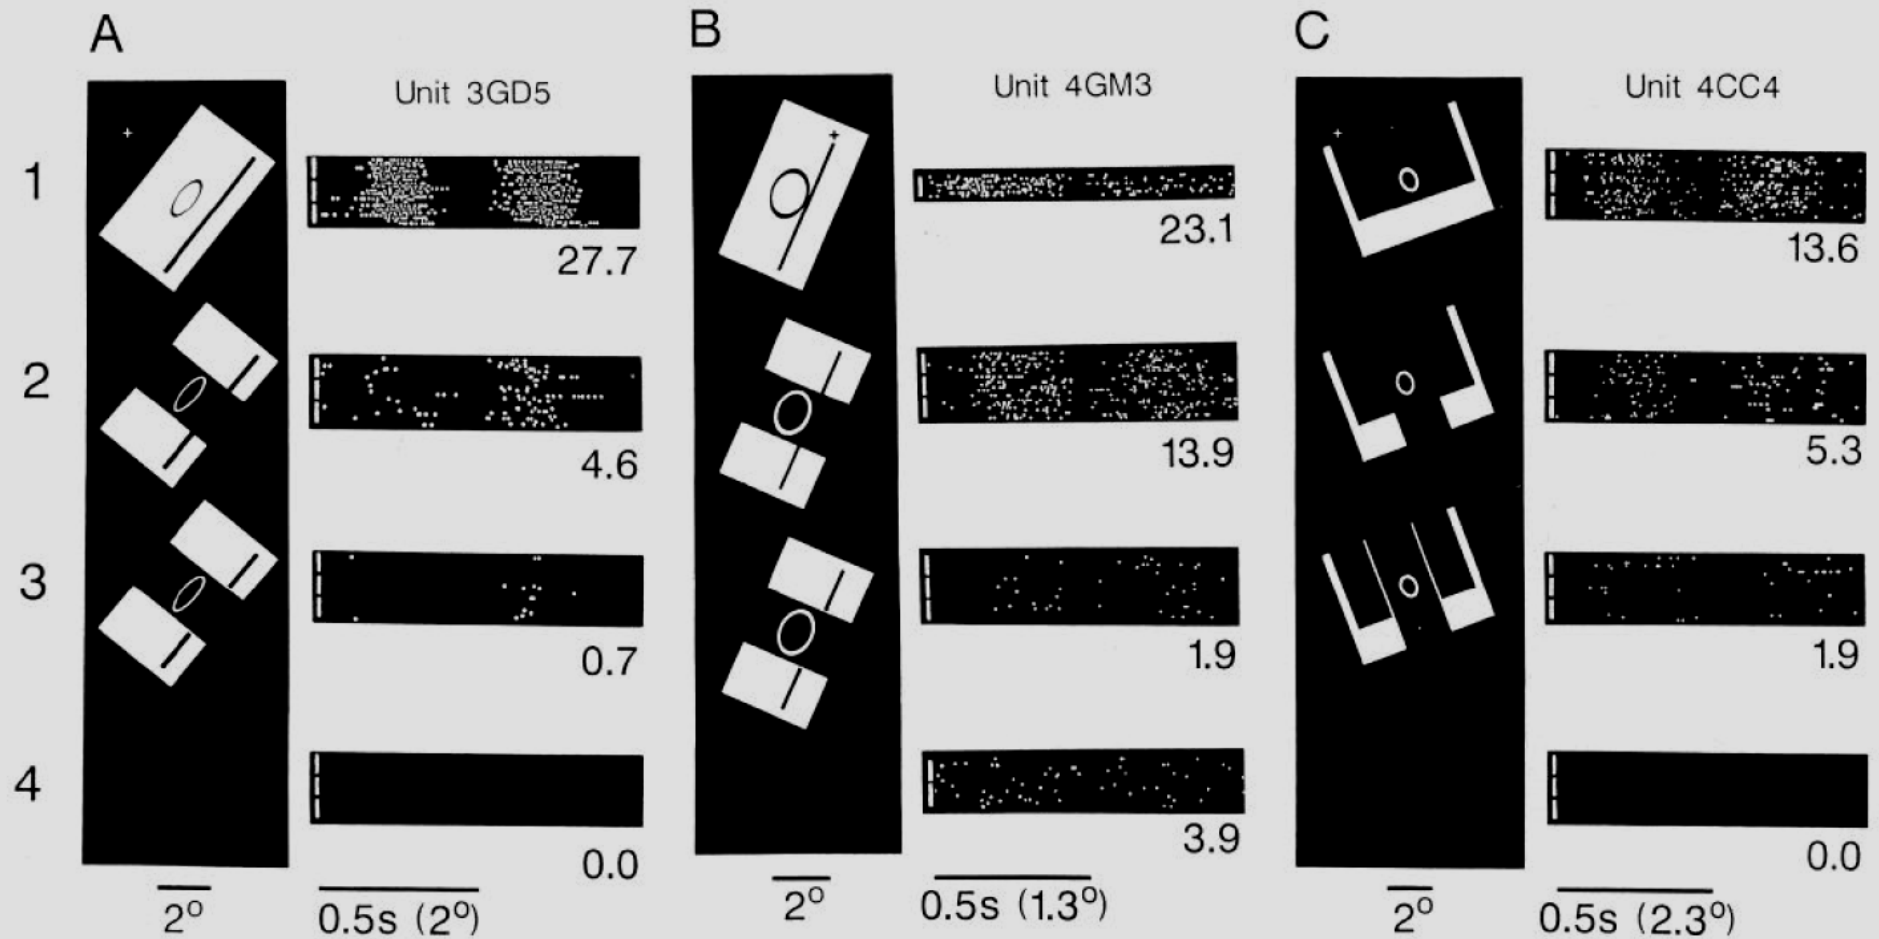 A
B
C
Unit 3GD5
Unit 4GM3
Unit 4CC4
1
27.7
23.1
13.6
2
4.6
13.9
5.3
3
0.7
1.9
1.9
4
0.0
3.9
0.0
2°
0.5s (2°)
2°
0.5s (1.3°)
2°
0.5s (2.3°)